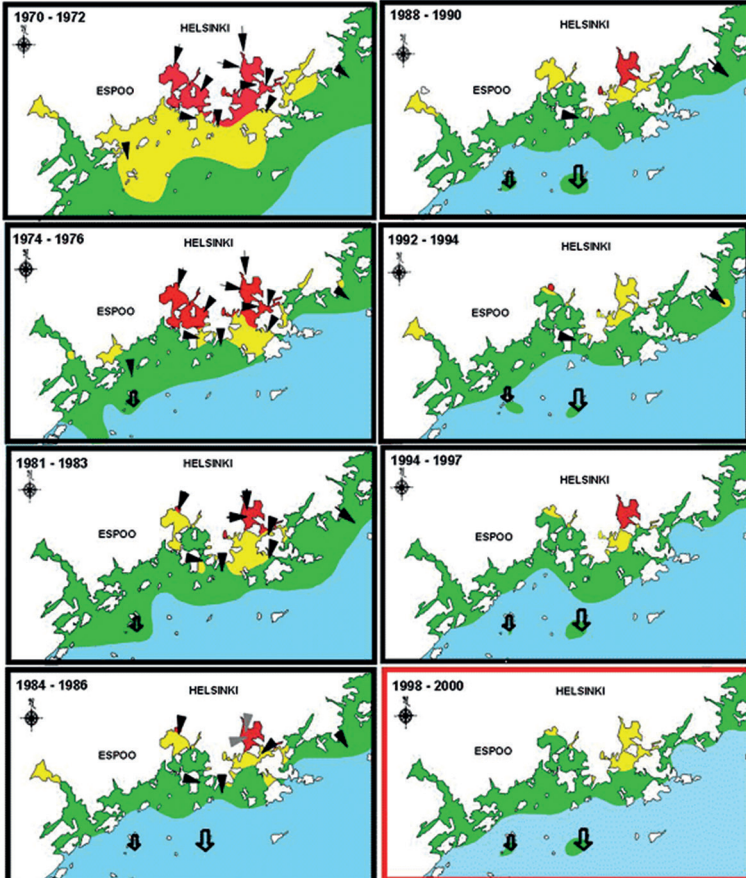 1970 - 1972
HELSINKI
ESPOO
1974 - 1976
HELSINKI
ESPOO
1981 - 1983
HELSINKI
ESPOO
1984 - 1986
HELSINKI
ESPOO
1988 - 1990
HELSINKI
ESPOO
1992 - 1994
HELSINKI
ESPOO
1994 - 1997
HELSINKI
ESPOO
1998 - 2000
HELSINKI
ESPOO